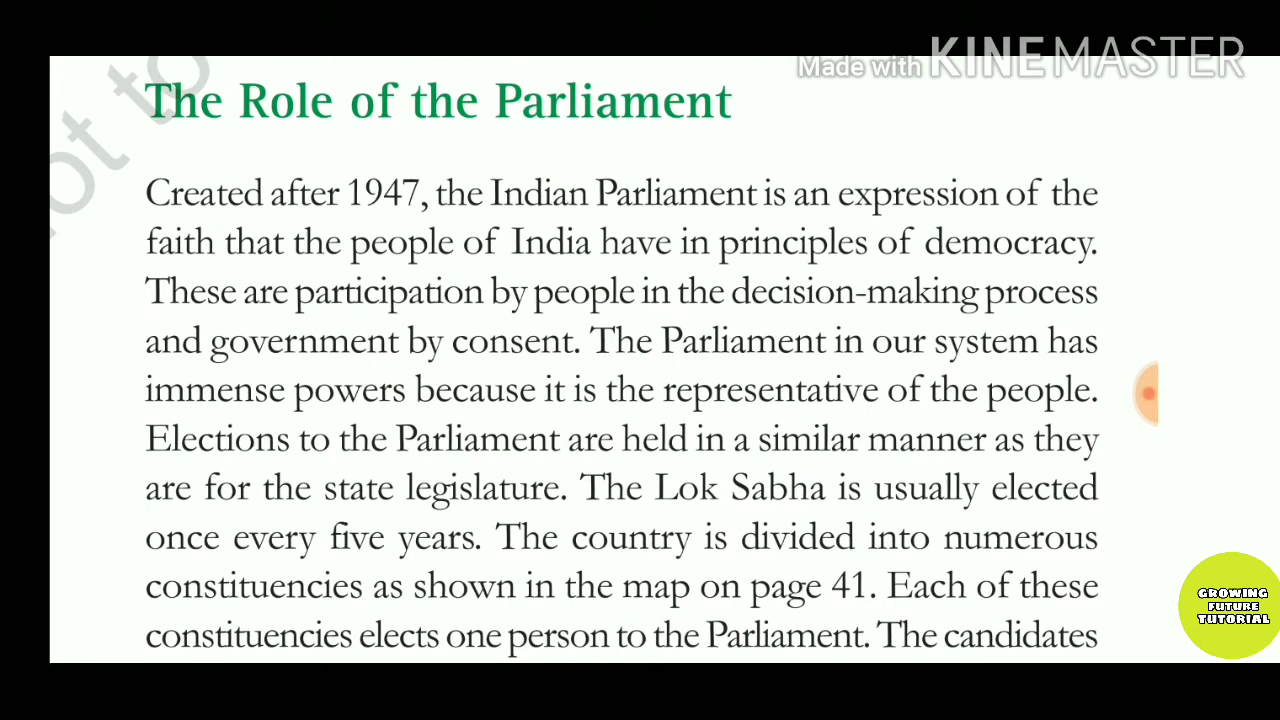 Made with KINEMASTER
ot to
The Role of the Parliament
Created after 1947, the Indian Parliament is an expression of the
faith that the people of India have in principles of democracy.
These are participation by people in the decision-making process
and government by consent. The Parliament in our system has
immense powers because it is the representative of the people.
Elections to the Parliament are held in a similar manner as they
are for the state legislature. The Lok Sabha is usually elected
once every five years. The country is divided into numerous
constituencies as shown in the map on page 41. Each of these
constituencies elects one person to the Parliament. The candidates
GROWING
FUTURE
TUTORIAL